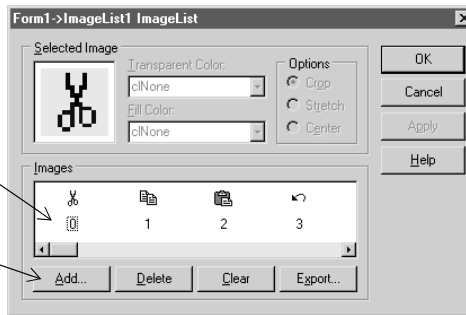 Form1->ImageList1 ImageList
Selected Image
Transparent Color:
clNone
Fill Color:
clNone
Options
Crop
Stretch
Center
OK
Cancel
Apply
Help
Images
0 1 2 3
Add... Delete Clear Export...